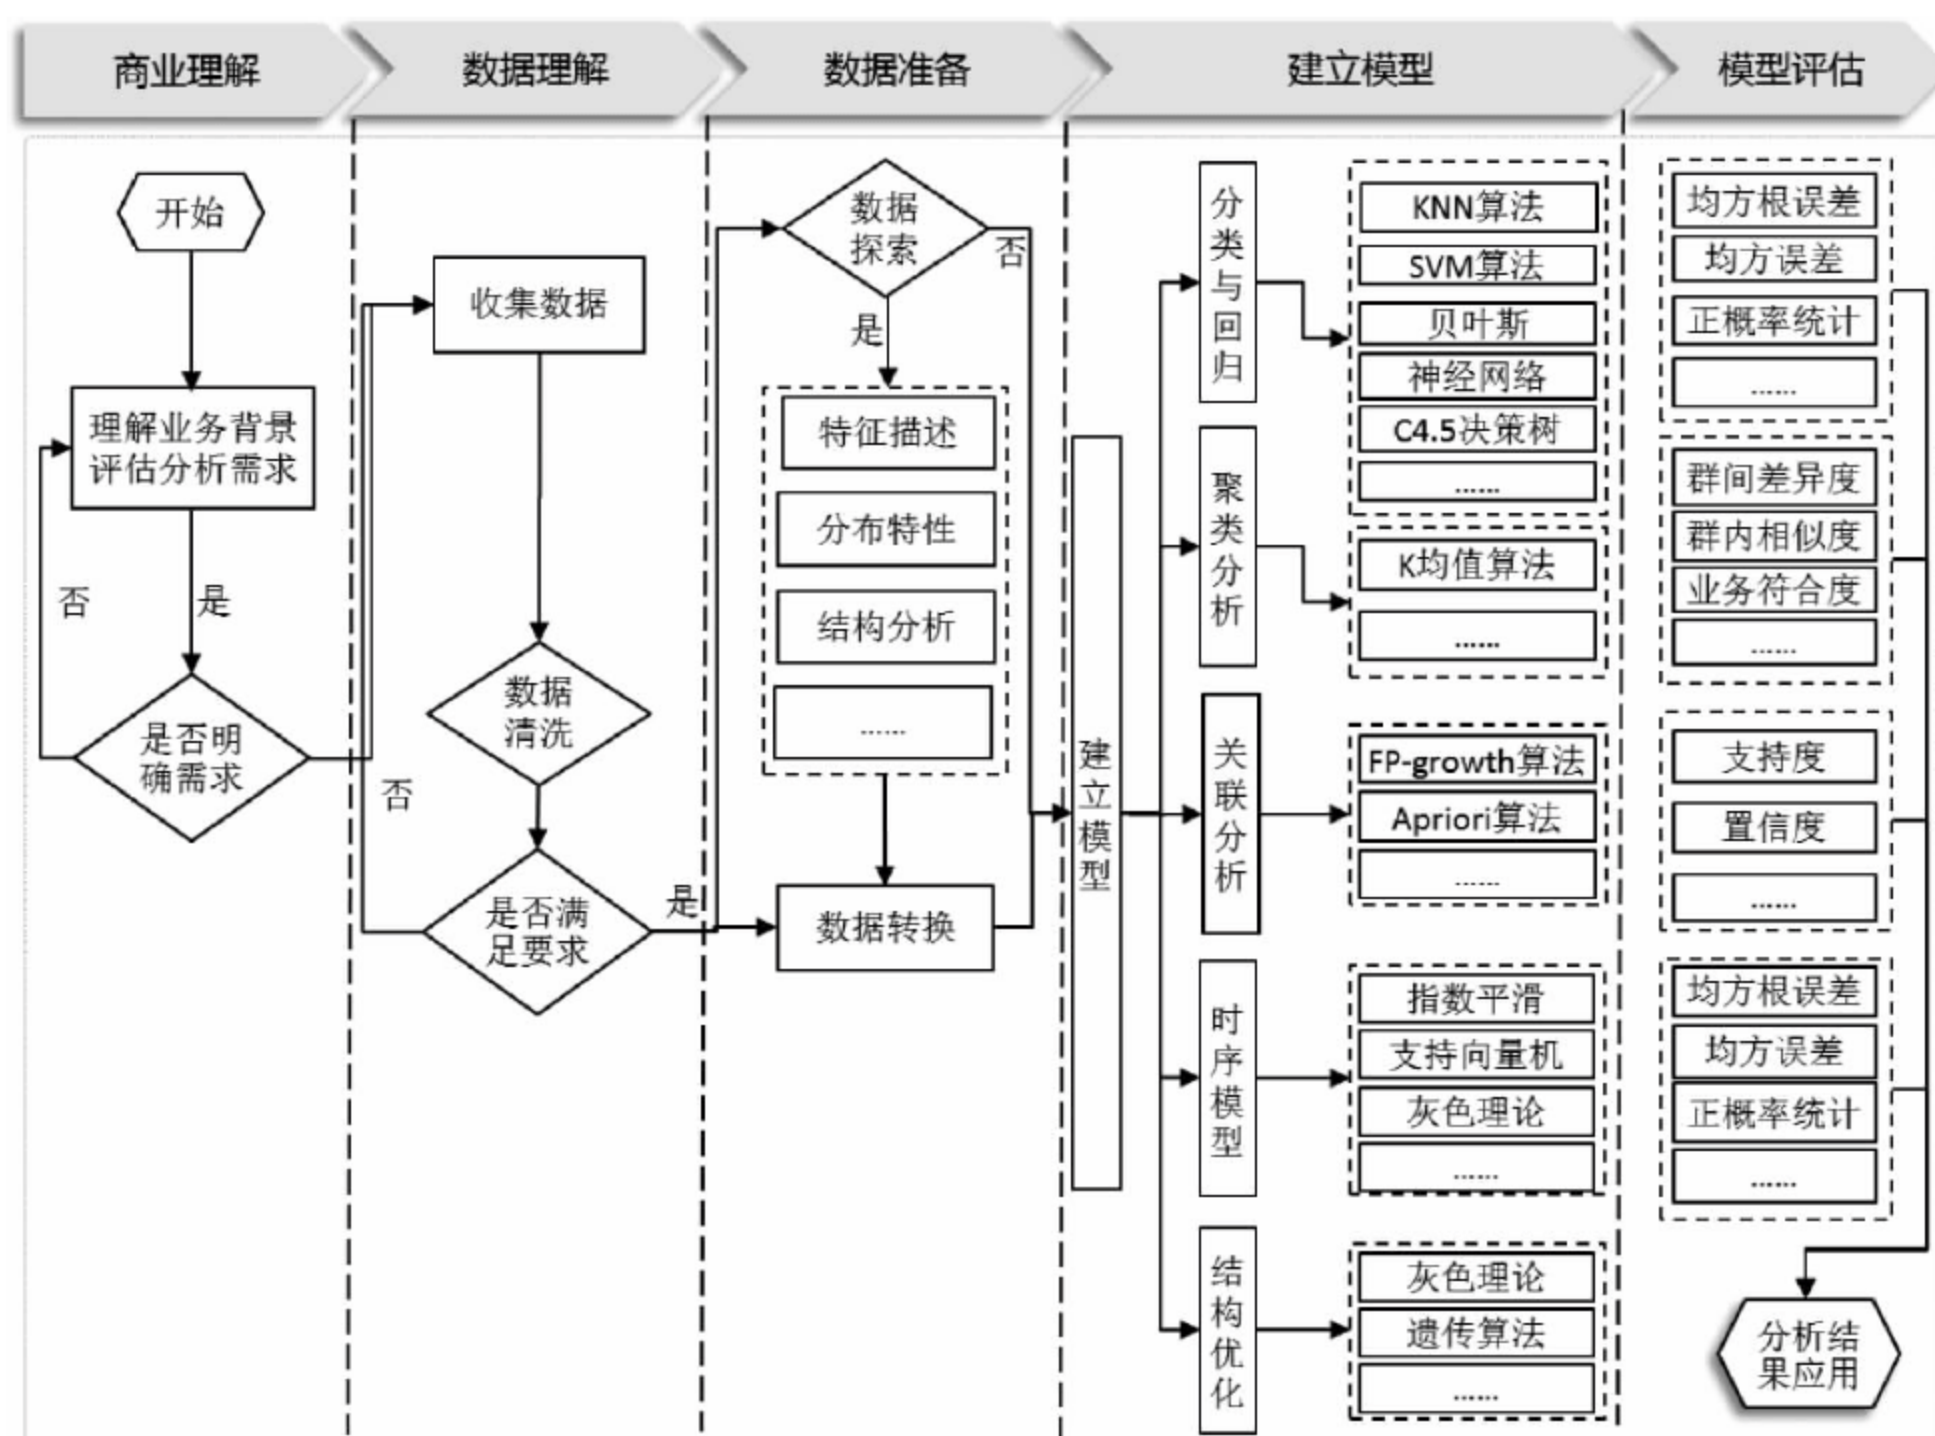 商业理解
数据理解
数据准备
建立模型
模型评估
开始
理解业务背景
评估分析需求
否
是
是否明
确需求
收集数据
数据
清洗
否
是否满
足要求
是
数据
探索
否
是
特征描述
分布特性
结构分析
......
数据转换
建立模型
分类与回归
KNN算法
SVM算法
贝叶斯
神经网络
C4.5决策树
......
聚类分析
K均值算法
......
关联分析
FP-growth算法
Apriori算法
......
时序模型
指数平滑
支持向量机
灰色理论
......
结构优化
灰色理论
遗传算法
......
均方根误差
均方误差
正概率统计
......
群间差异度
群内相似度
业务符合度
......
支持度
置信度
......
均方根误差
均方误差
正概率统计
......
分析结
果应用